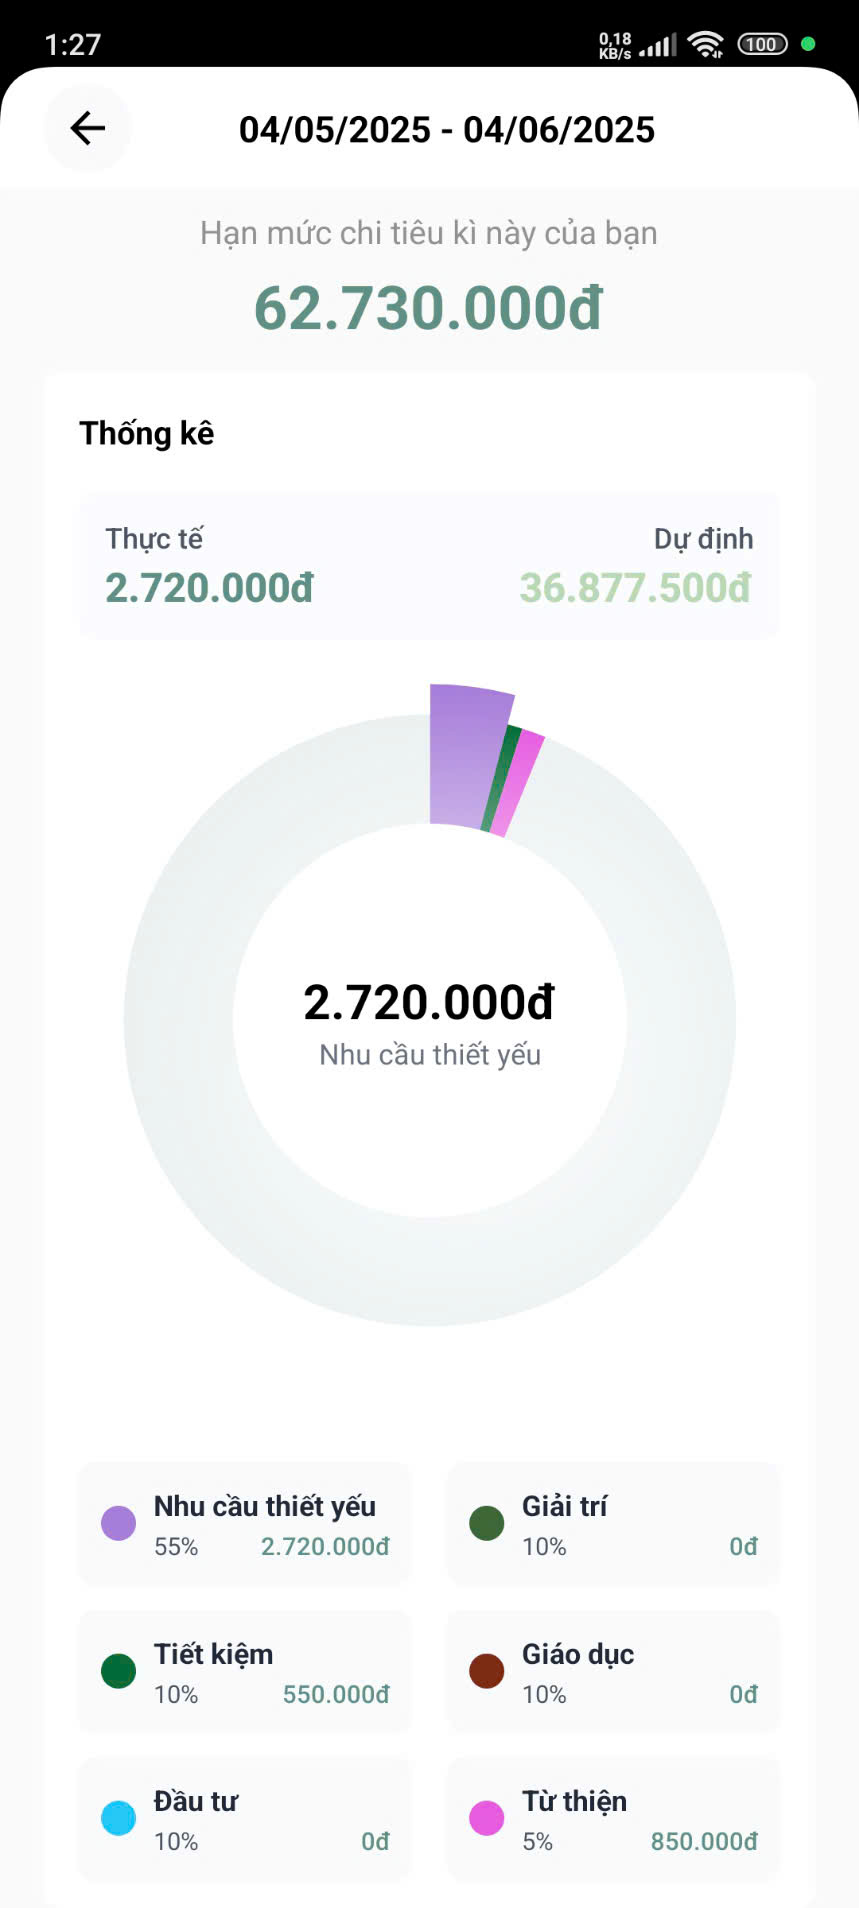 1:27
0,18
KB/s
100
04/05/2025 - 04/06/2025
Hạn mức chi tiêu kì này của bạn
62.730.000đ
Thống kê
Thực tế
Dự định
2.720.000đ
36.877.500đ
2.720.000đ
Nhu cầu thiết yếu
Nhu cầu thiết yếu
55%
2.720.000đ
Giải trí
10%
0đ
Tiết kiệm
10%
550.000đ
Giáo dục
10%
0đ
Đầu tư
10%
0đ
Từ thiện
5%
850.000đ